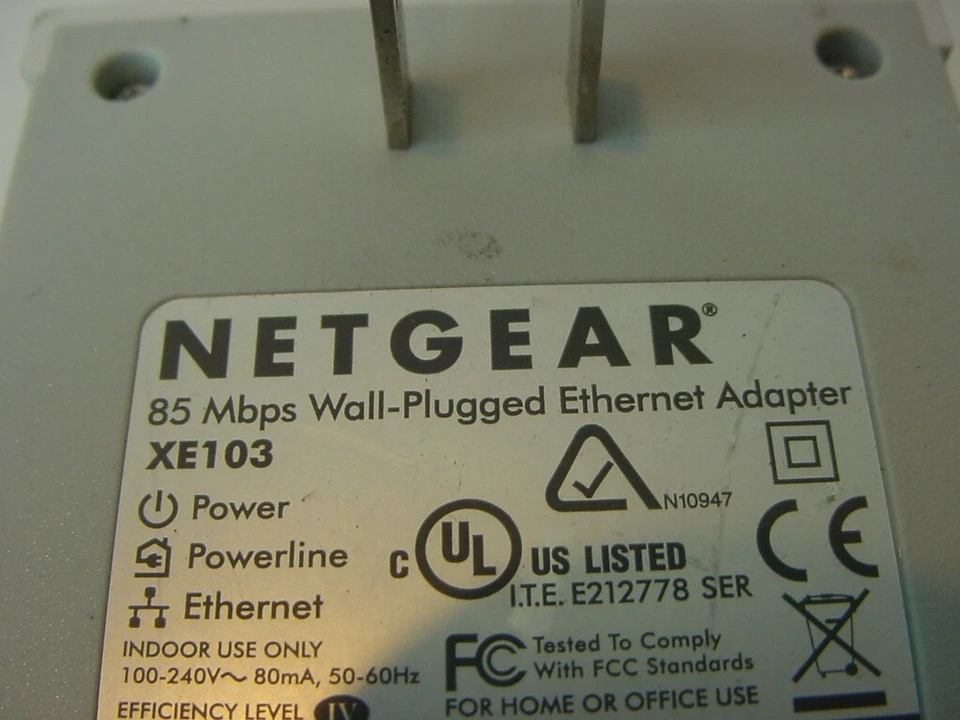 NETGEAR®
85 Mbps Wall-Plugged Ethernet Adapter
XE103
N10947
Power
Powerline
Ethernet
C UL US LISTED
I.T.E. E212778 SER
CE
INDOOR USE ONLY
100-240V~ 80mA, 50-60Hz
EFFICIENCY LEVEL IV
FC Tested To Comply
With FCC Standards
FOR HOME OR OFFICE USE